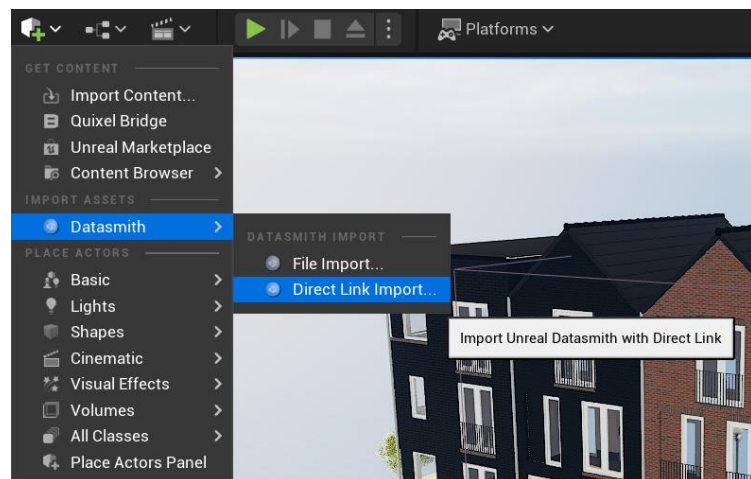 Platforms
GET CONTENT
Import Content...
Quixel Bridge
Unreal Marketplace
Content Browser
IMPORT ASSETS
Datasmith
DATASMITH IMPORT
File Import...
Direct Link Import...
Import Unreal Datasmith with Direct Link
PLACE ACTORS
Basic
Lights
Shapes
Cinematic
Visual Effects
Volumes
All Classes
Place Actors Panel